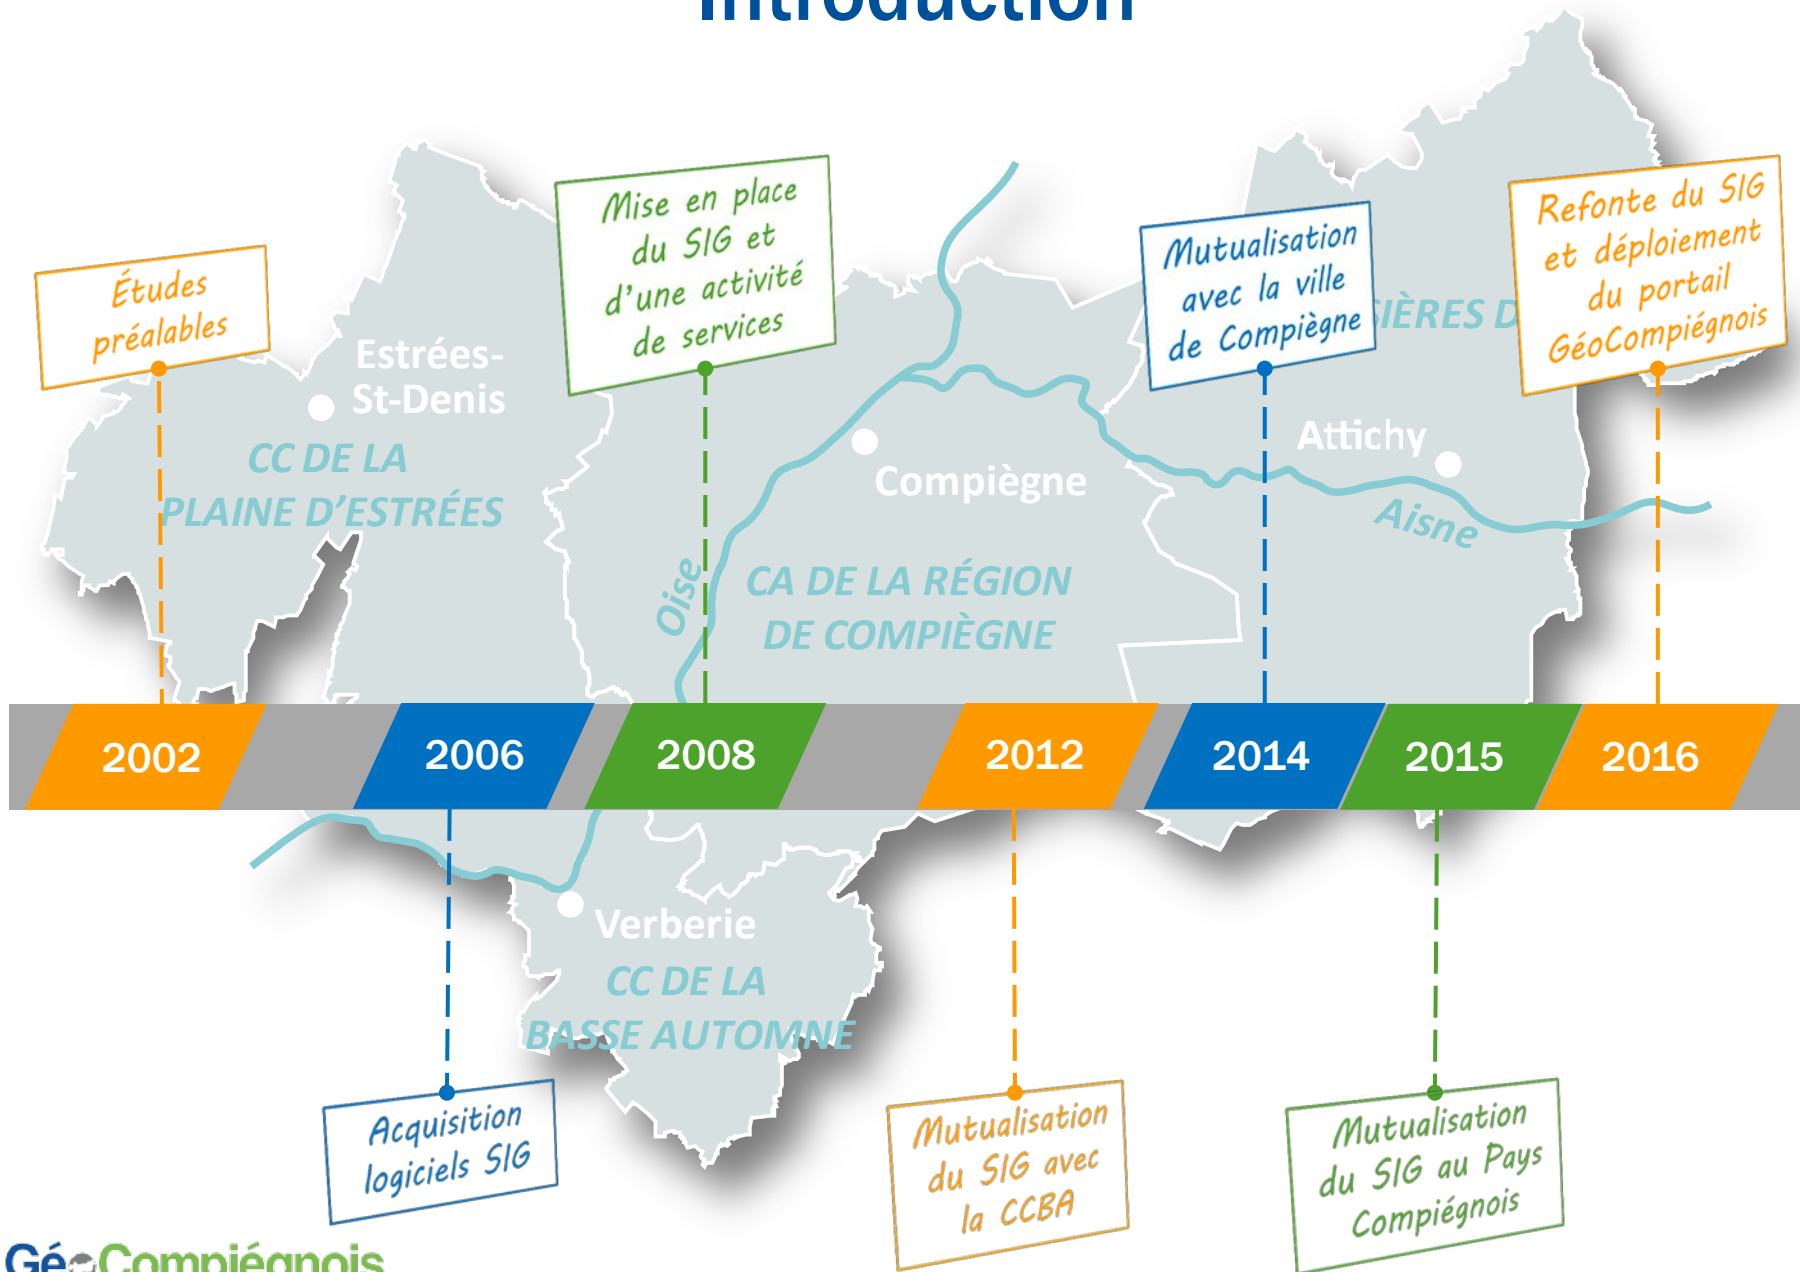 Introduction
Études
préalables
Mise en place
du SIG et
d'une activité
de services
Mutualisation
avec la ville
de Compiègne
Refonte du SIG
et déploiement
du portail
GéoCompiégnois
Estrées-
St-Denis
CC DE LA
PLAINE D'ESTRÉES
Compiègne
Attichy
Aisne
Oise
CA DE LA RÉGION
DE COMPIÈGNE
2002
2006
2008
2012
2014
2015
2016
Verberie
CC DE LA
BASSE AUTOMNE
Acquisition
logiciels SIG
Mutualisation
du SIG avec
la CCBA
Mutualisation
du SIG au Pays
Compiégnois
GéoCompiégnois